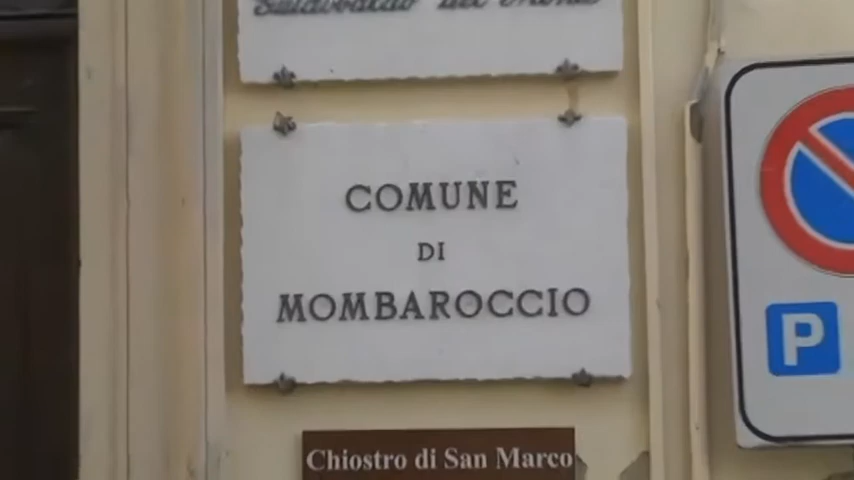 COMUNE
DI
MOMBAROCCIO
Chiostro di San Marco
P